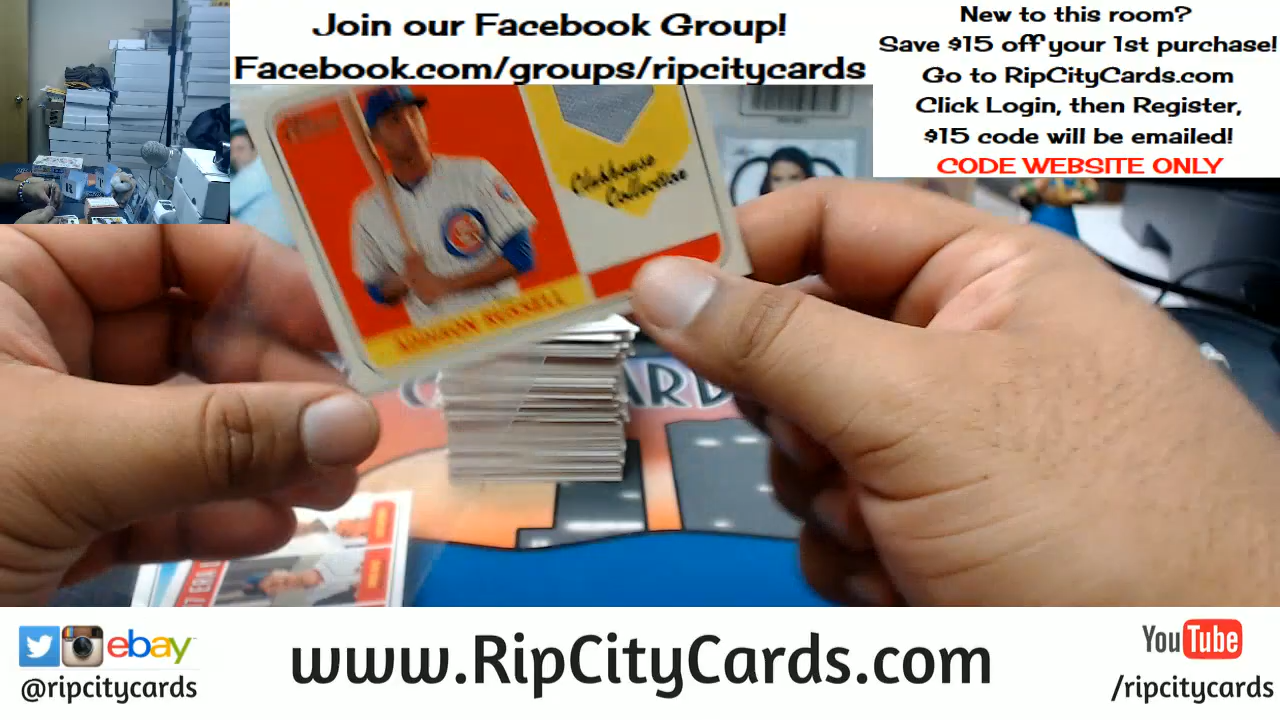 Join our Facebook Group!
Facebook.com/groups/ripcitycards
New to this room?
Save $15 off your 1st purchase!
Go to RipCityCards.com
Click Login, then Register,
$15 code will be emailed!
CODE WEBSITE ONLY
Clubhouse
Collection
ADDISON RUSSELL
ebay
@ripcitycards
www.RipCityCards.com
YouTube
/ripcitycards